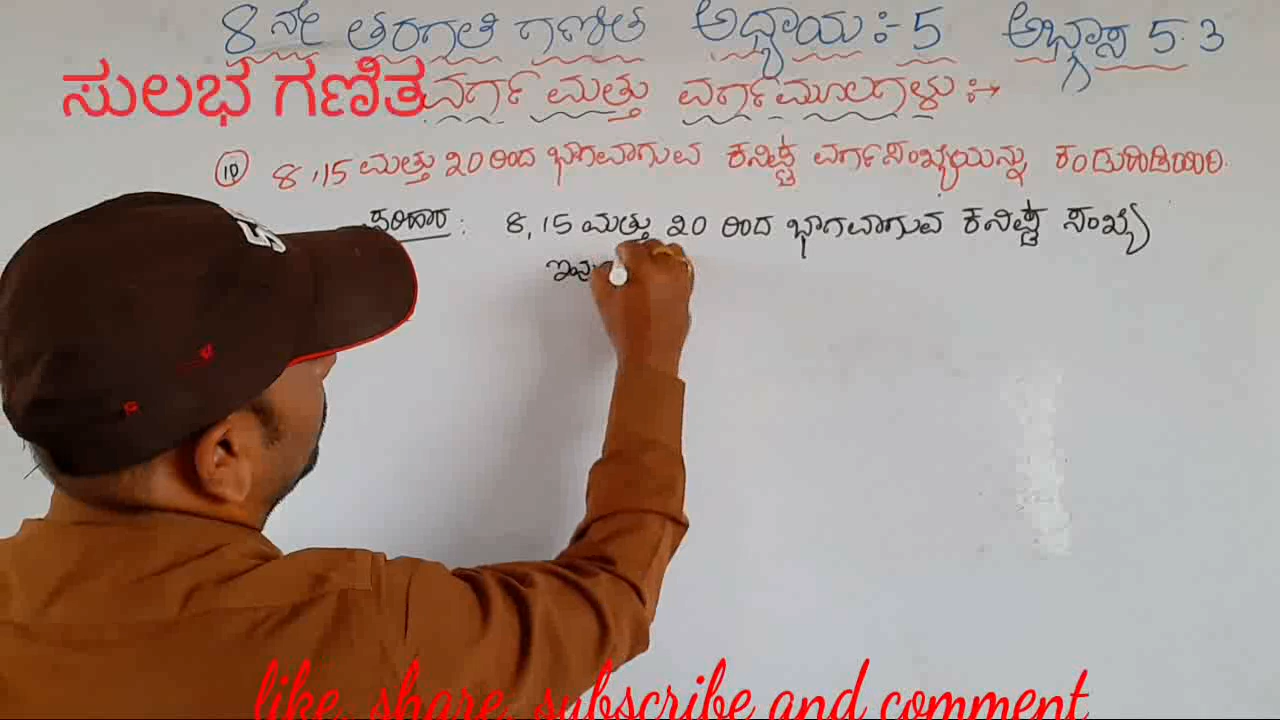 8 ನೇ ತರಗತಿ ಗಣಿತ ಅಧ್ಯಾಯ :- 5 ಅಭ್ಯಾಸ 5.3
ಸುಲಭ ಗಣಿತ ವರ್ಗ ಮತ್ತು ವರ್ಗಮೂಲಗಳು :→
10 8,15 ಮತ್ತು 20 ರಿಂದ ಭಾಗವಾಗುವ ಕನಿಷ್ಟ ವರ್ಗಸಂಖ್ಯೆಯನ್ನು ಕಂಡುಹಿಡಿಯಿರಿ.
ಪರಿಹಾರ : 8, 15 ಮತ್ತು 20 ರಿಂದ ಭಾಗವಾಗುವ ಕನಿಷ್ಟ ಸಂಖ್ಯೆ
like, share, subscribe and comment